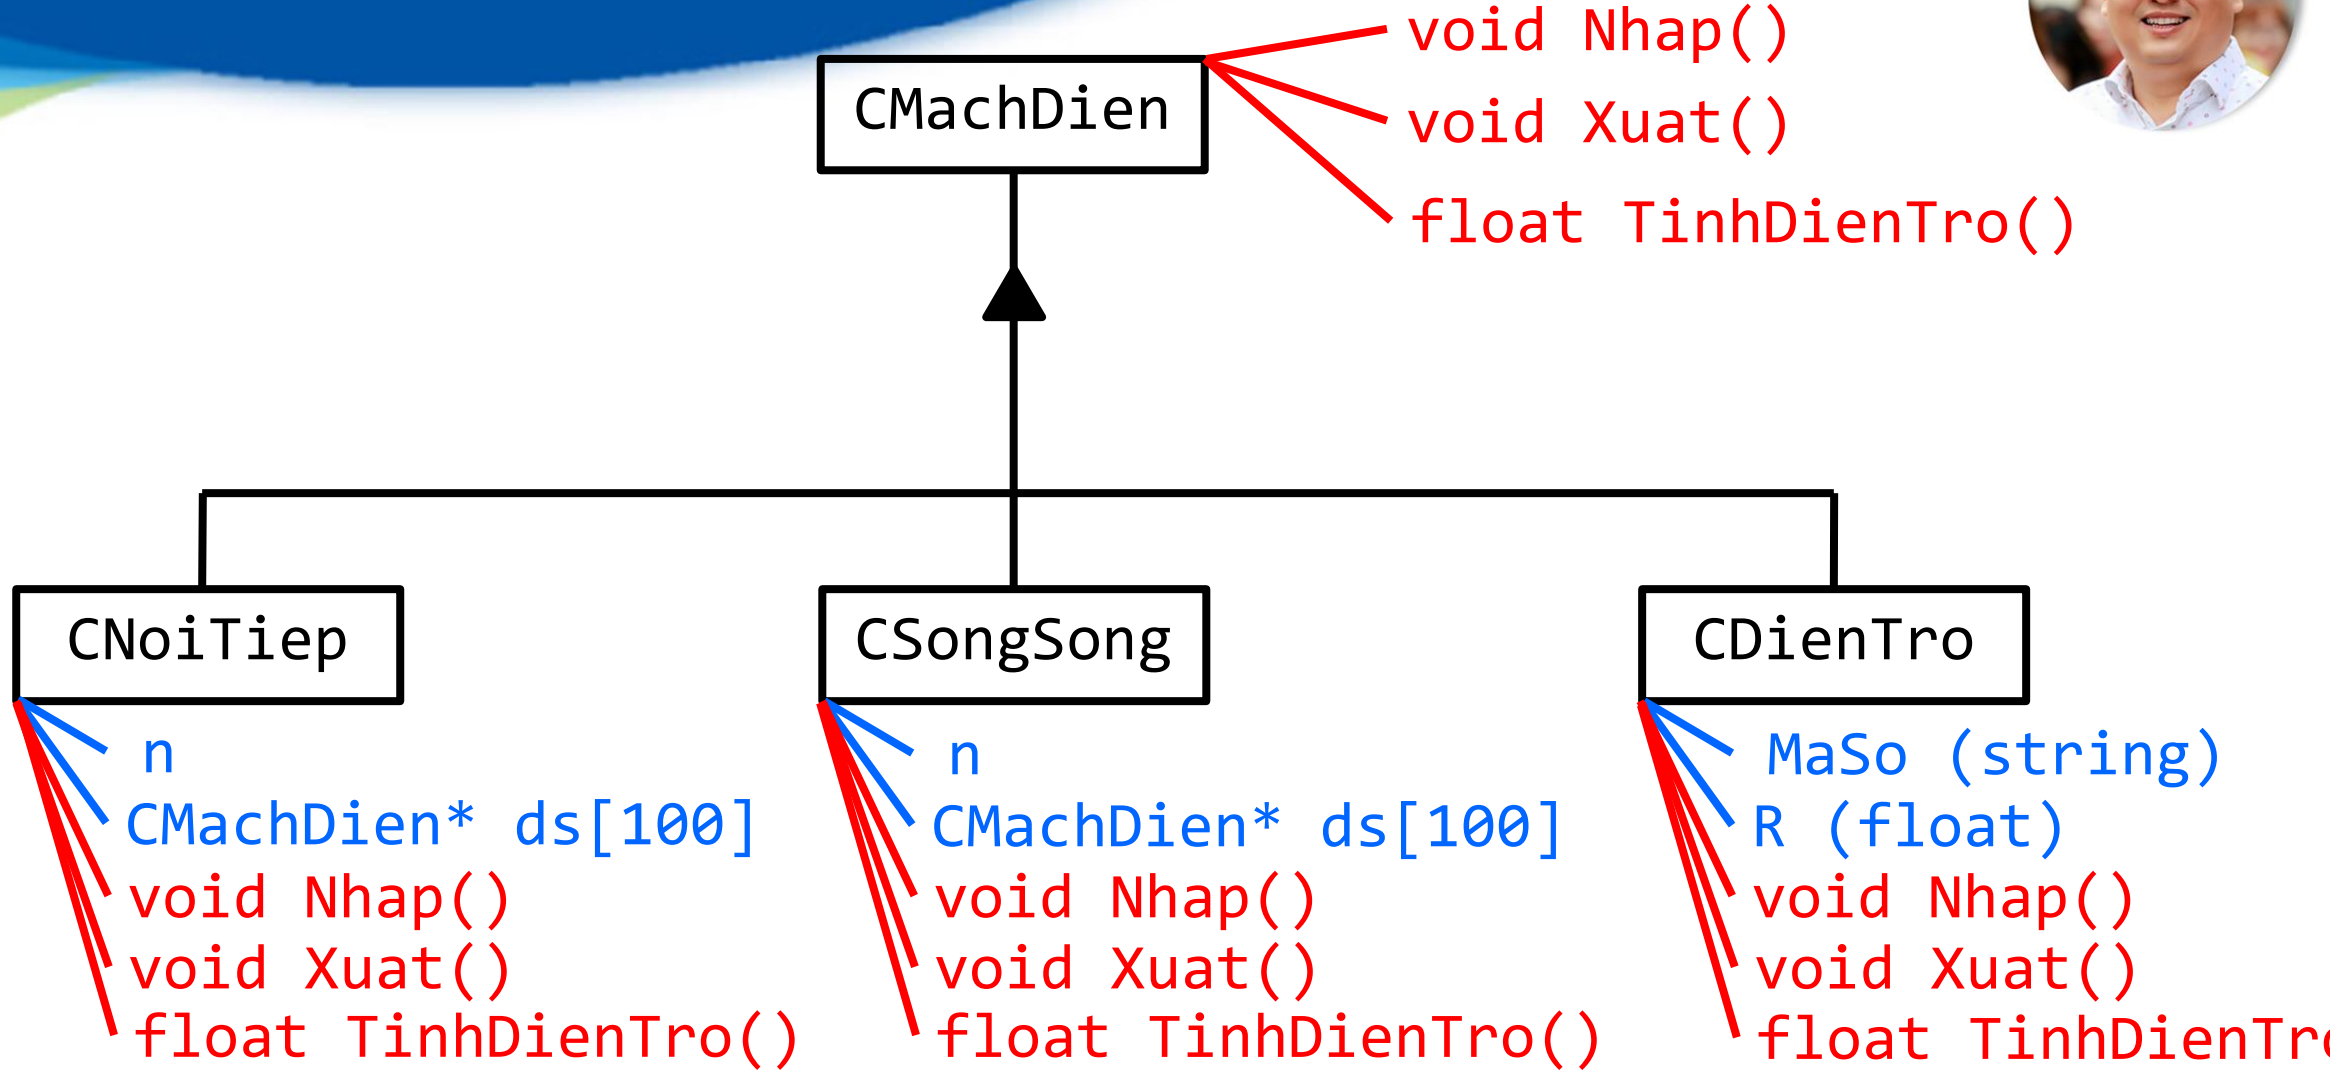 void Nhap()
CMachDien
void Xuat()
float TinhDienTro()
CNoiTiep
n
CMachDien* ds[100]
void Nhap()
void Xuat()
float TinhDienTro()
CSongSong
n
CMachDien* ds[100]
void Nhap()
void Xuat()
float TinhDienTro()
CDienTro
MaSo (string)
R (float)
void Nhap()
void Xuat()
float TinhDienTr